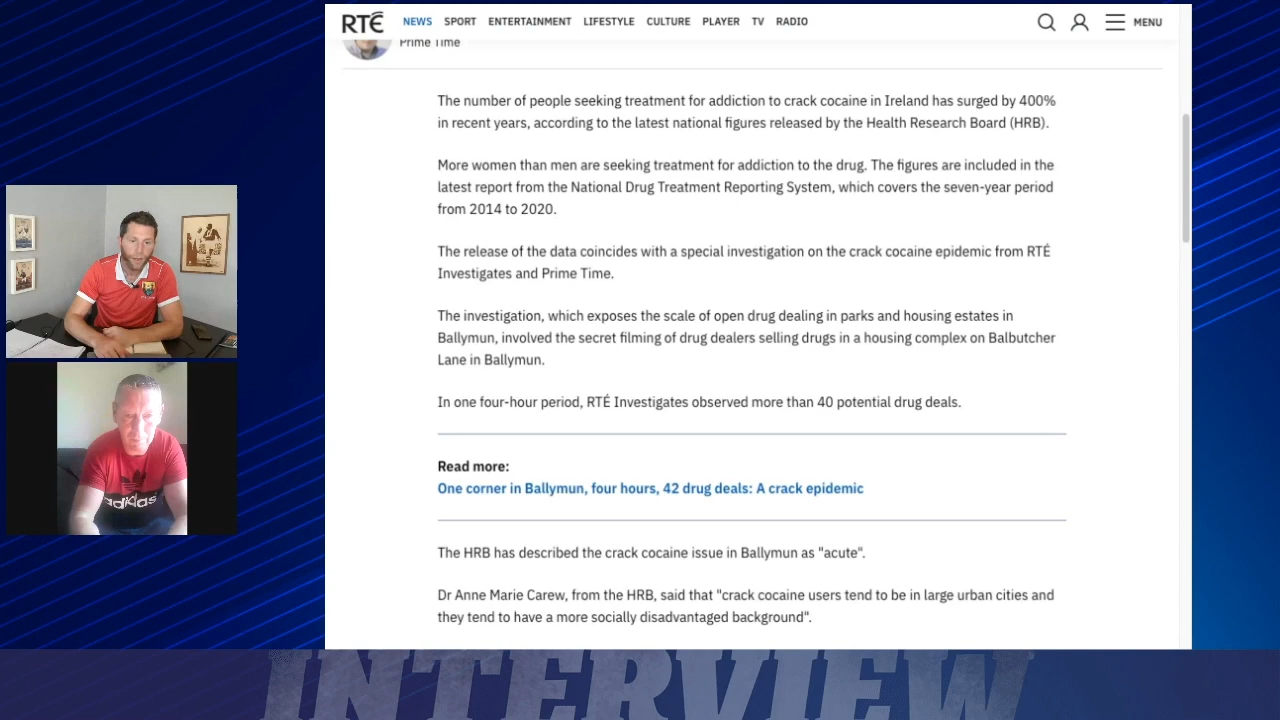 RTÉ NEWS SPORT ENTERTAINMENT LIFESTYLE CULTURE PLAYER TV RADIO MENU
Prime Time
The number of people seeking treatment for addiction to crack cocaine in Ireland has surged by 400%
in recent years, according to the latest national figures released by the Health Research Board (HRB).
More women than men are seeking treatment for addiction to the drug. The figures are included in the
latest report from the National Drug Treatment Reporting System, which covers the seven-year period
from 2014 to 2020.
The release of the data coincides with a special investigation on the crack cocaine epidemic from RTÉ
Investigates and Prime Time.
The investigation, which exposes the scale of open drug dealing in parks and housing estates in
Ballymun, involved the secret filming of drug dealers selling drugs in a housing complex on Balbutcher
Lane in Ballymun.
In one four-hour period, RTÉ Investigates observed more than 40 potential drug deals.
Read more:
One corner in Ballymun, four hours, 42 drug deals: A crack epidemic
The HRB has described the crack cocaine issue in Ballymun as "acute".
Dr Anne Marie Carew, from the HRB, said that "crack cocaine users tend to be in large urban cities and
they tend to have a more socially disadvantaged background".
adidas
INTERVIEW